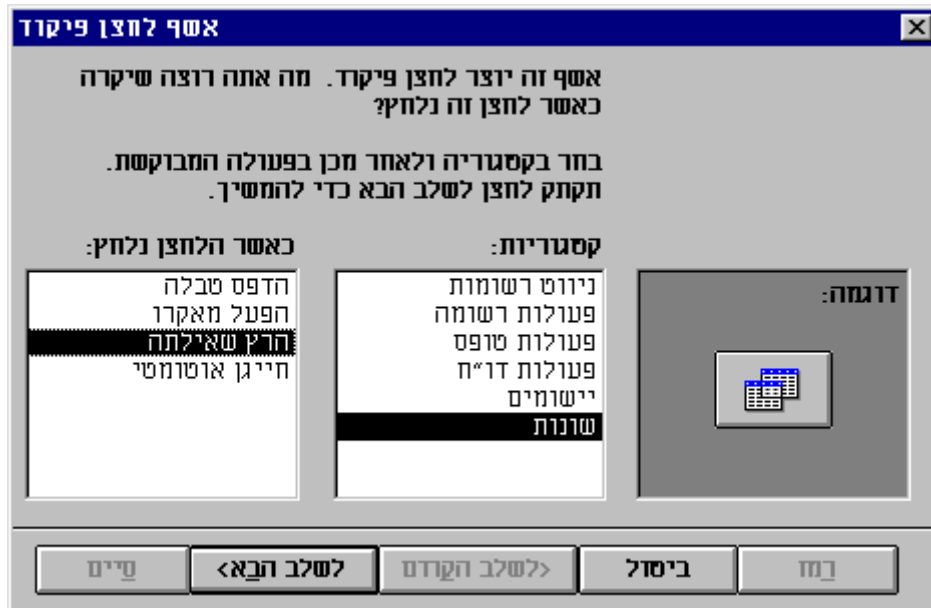 אשף לחצן פיקוד
אשף זה יוצר לחצן פיקוד. מה אתה רוצה שיקרה
כאשר לחצן זה נלחץ?
בחר בקטגוריה ולאחר מכן בפעולה המבוקשת.
תקתק לחצן לשלב הבא כדי להמשיך.
דוגמה:
קטגוריות:
ניווט רשומות
פעולות רשומה
פעולות טופס
פעולות דו"ח
יישומים
שונות
כאשר הלחצן נלחץ:
הדפס טבלה
הפעל מאקרו
הרץ שאילתה
חייגן אוטומטי
רמז
ביטול
<לשלב הקודם
לשלב הבא>
סיים